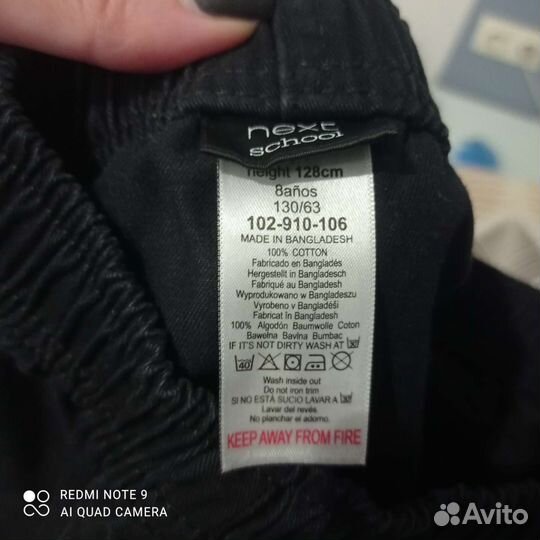 next
school
height 128cm
8años
130/63
102-910-106
MADE IN BANGLADESH
100% COTTON
Fabricado en Bangladés
Hergestellt in Bangladesch
Fabriqué au Bangladesh
Wyprodukowano w Bangladeszu
Vyrobeno v Bangladéši
Fabricat în Bangladesh
100% Algodón Baumwolle Coton
Bawełna Bavlna Bumbac
IF IT'S NOT DIRTY WASH AT 30
40
Wash inside out
Do not iron trim
SI NO ESTÁ SUCIO LAVAR A 30
Lavar del revés.
No planchar el adorno.
KEEP AWAY FROM FIRE
REDMI NOTE 9
AI QUAD CAMERA
Avito